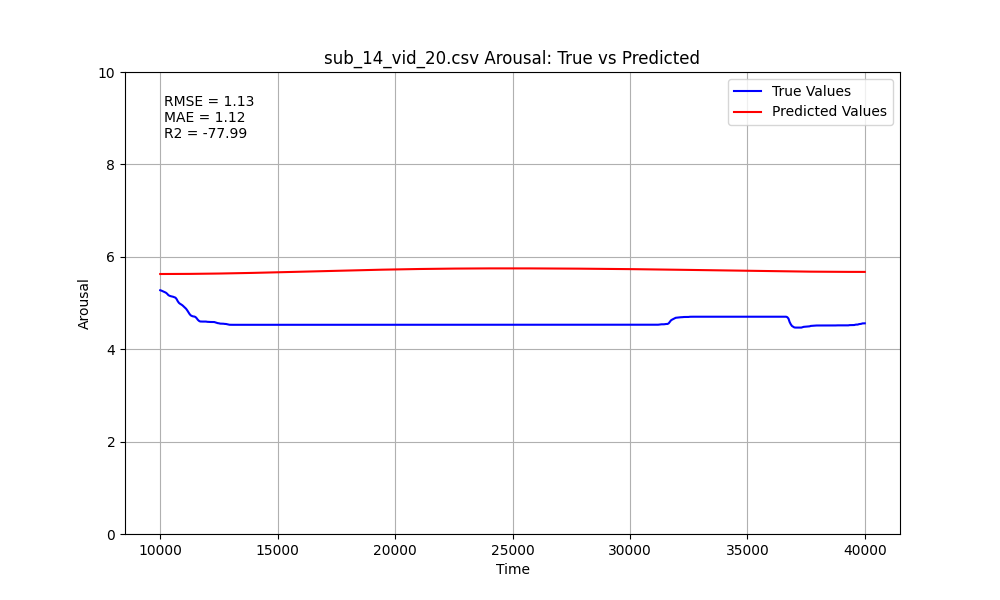 sub_14_vid_20.csv Arousal: True vs Predicted
RMSE = 1.13
MAE = 1.12
R2 = -77.99
True Values
Predicted Values
10
8
6
4
2
0
Arousal
10000 15000 20000 25000 30000 35000 40000
Time